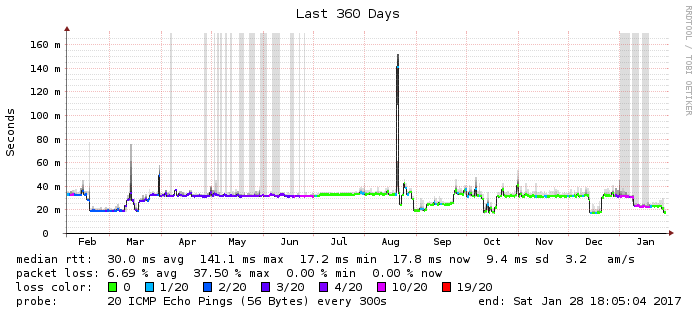 Last 360 Days
RRDTOOL / TOBI OETIKER
Seconds
160 m
140 m
120 m
100 m
80 m
60 m
40 m
20 m
0
Feb Mar Apr May Jun Jul Aug Sep Oct Nov Dec Jan
median rtt: 30.0 ms avg 141.1 ms max 17.2 ms min 17.8 ms now 9.4 ms sd 3.2 am/s
packet loss: 6.69 % avg 37.50 % max 0.00 % min 0.00 % now
loss color: 0 1/20 2/20 3/20 4/20 10/20 19/20
probe: 20 ICMP Echo Pings (56 Bytes) every 300s end: Sat Jan 28 18:05:04 2017